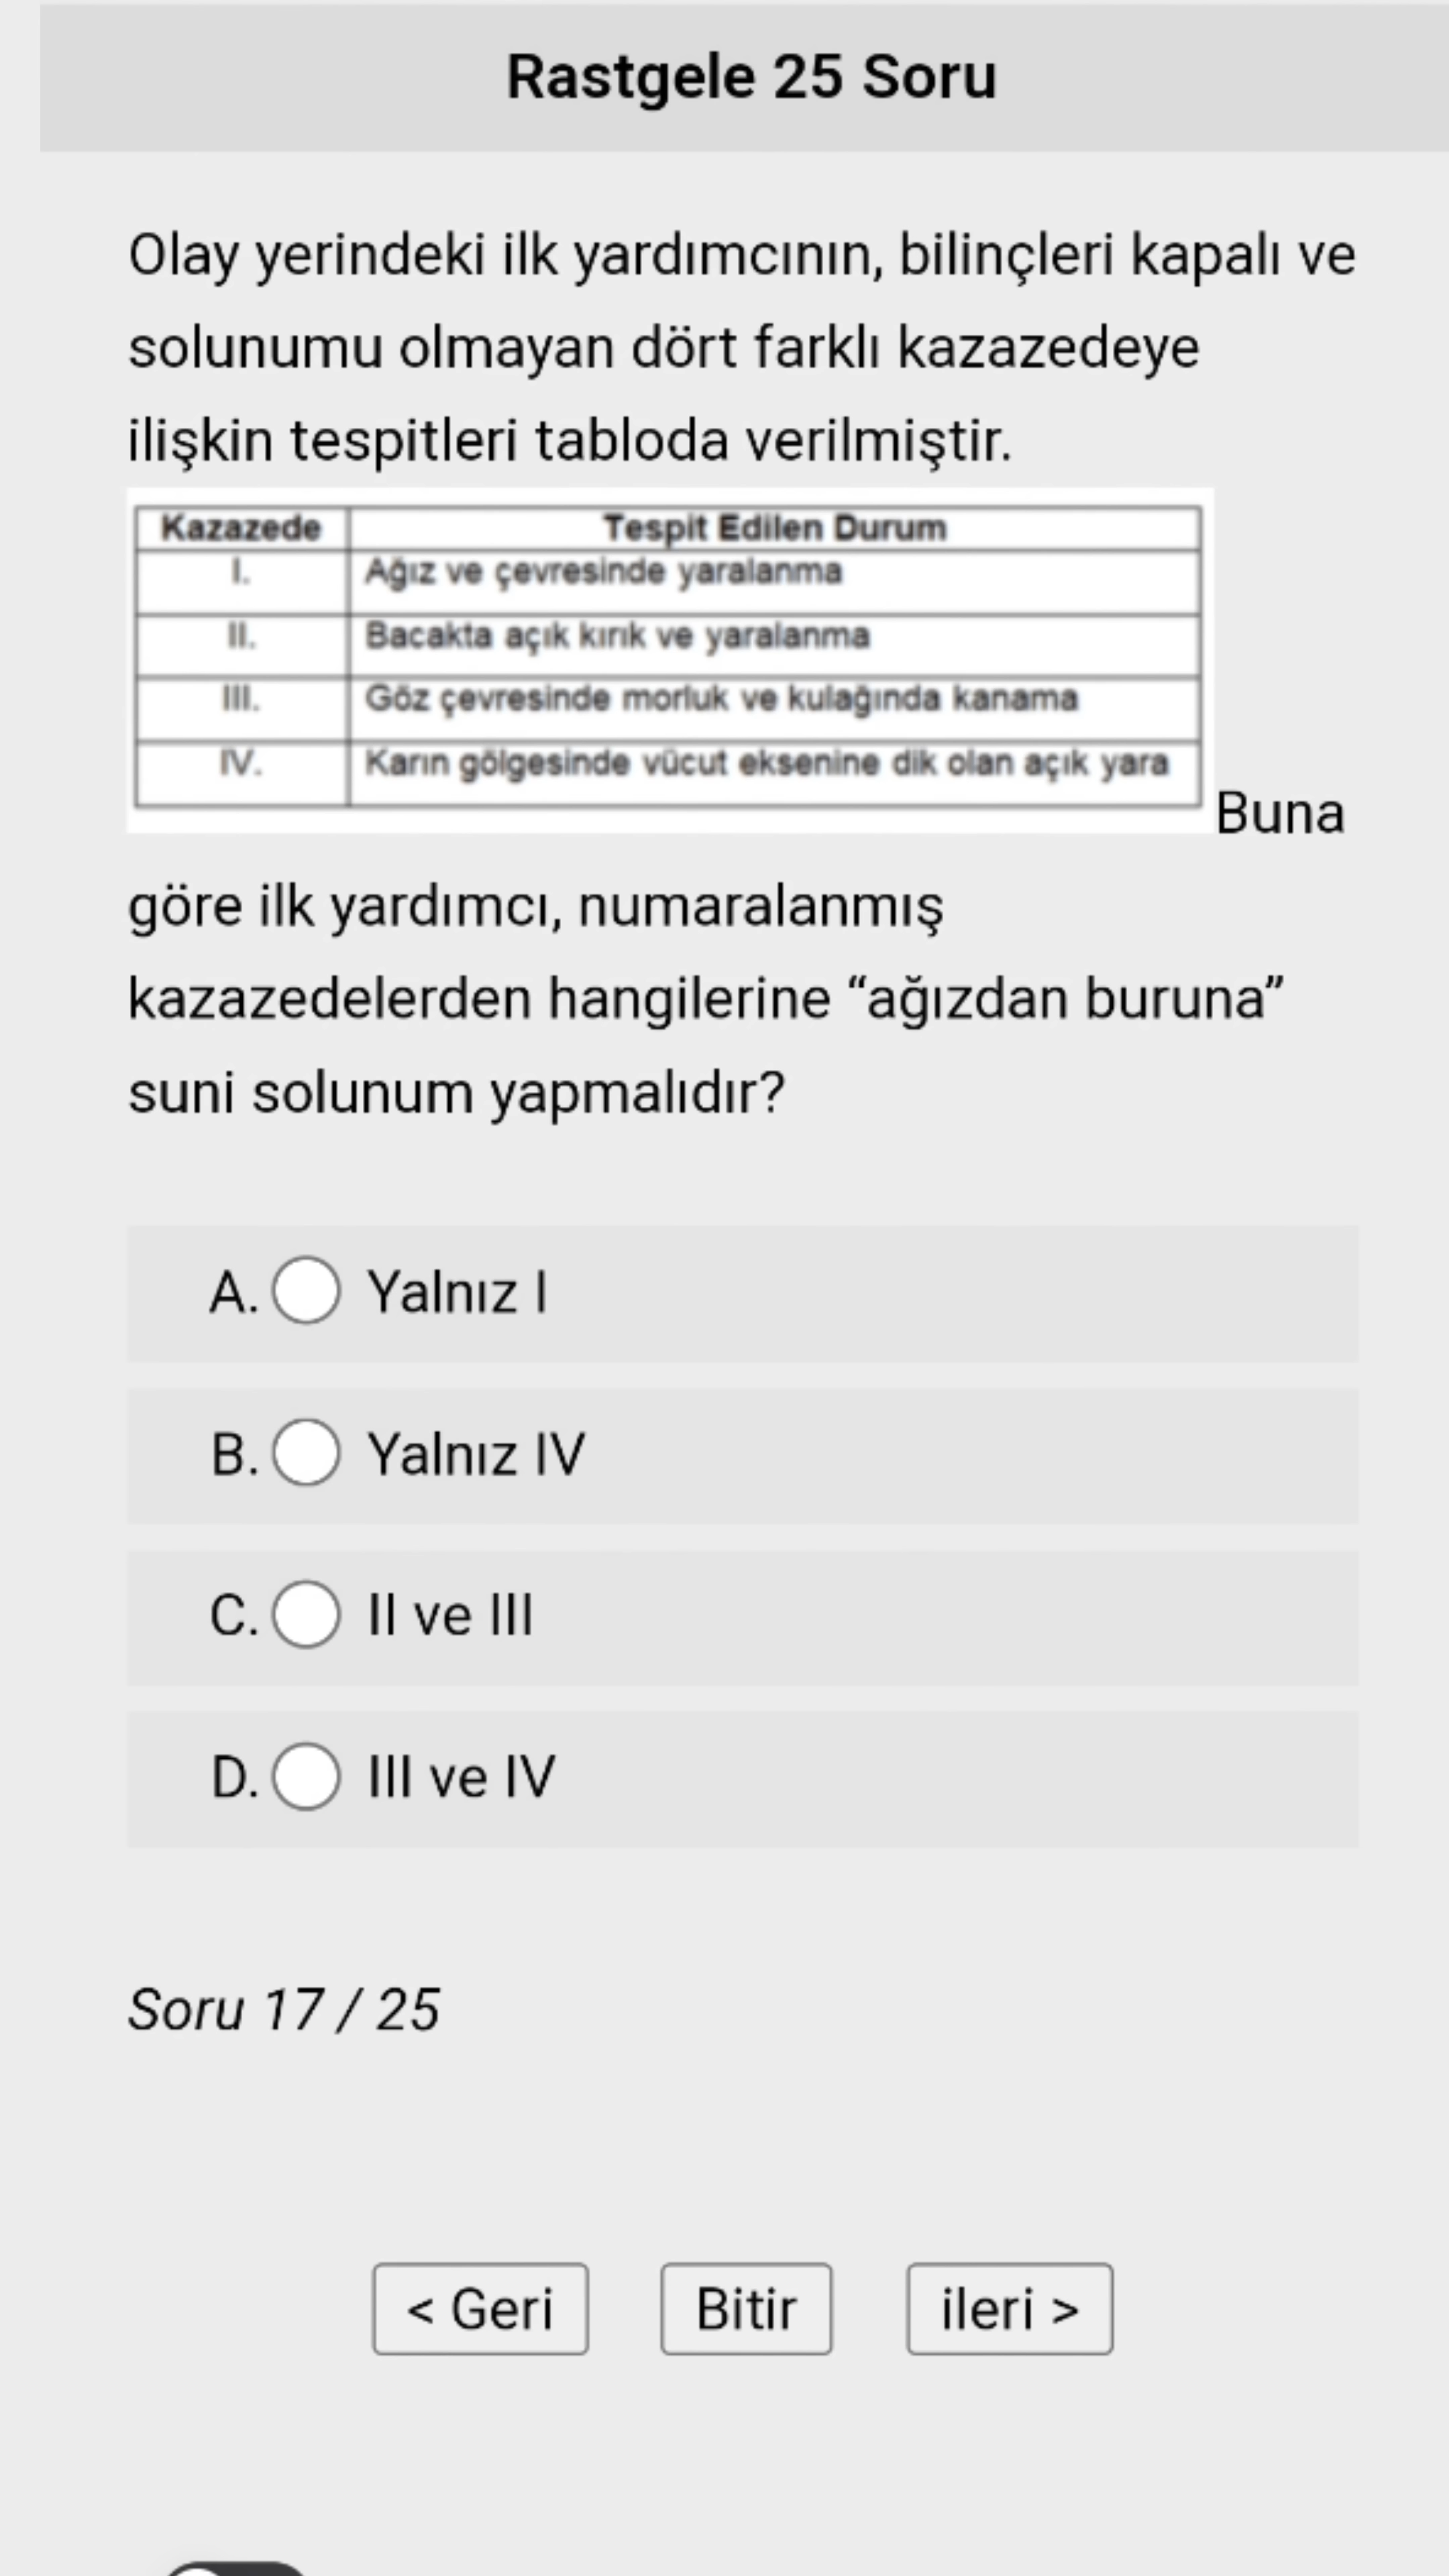 Rastgele 25 Soru
Olay yerindeki ilk yardımcının, bilinçleri kapalı ve
solunumu olmayan dört farklı kazazedeye
ilişkin tespitleri tabloda verilmiştir.
Kazazede Tespit Edilen Durum
I. Ağız ve çevresinde yaralanma
II. Bacakta açık kırık ve yaralanma
III. Göz çevresinde morluk ve kulağında kanama
IV. Karın gölgesinde vücut eksenine dik olan açık yara
Buna
göre ilk yardımcı, numaralanmış
kazazedelerden hangilerine “ağızdan buruna”
suni solunum yapmalıdır?
A. Yalnız I
B. Yalnız IV
C. II ve III
D. III ve IV
Soru 17 / 25
< Geri Bitir ileri >